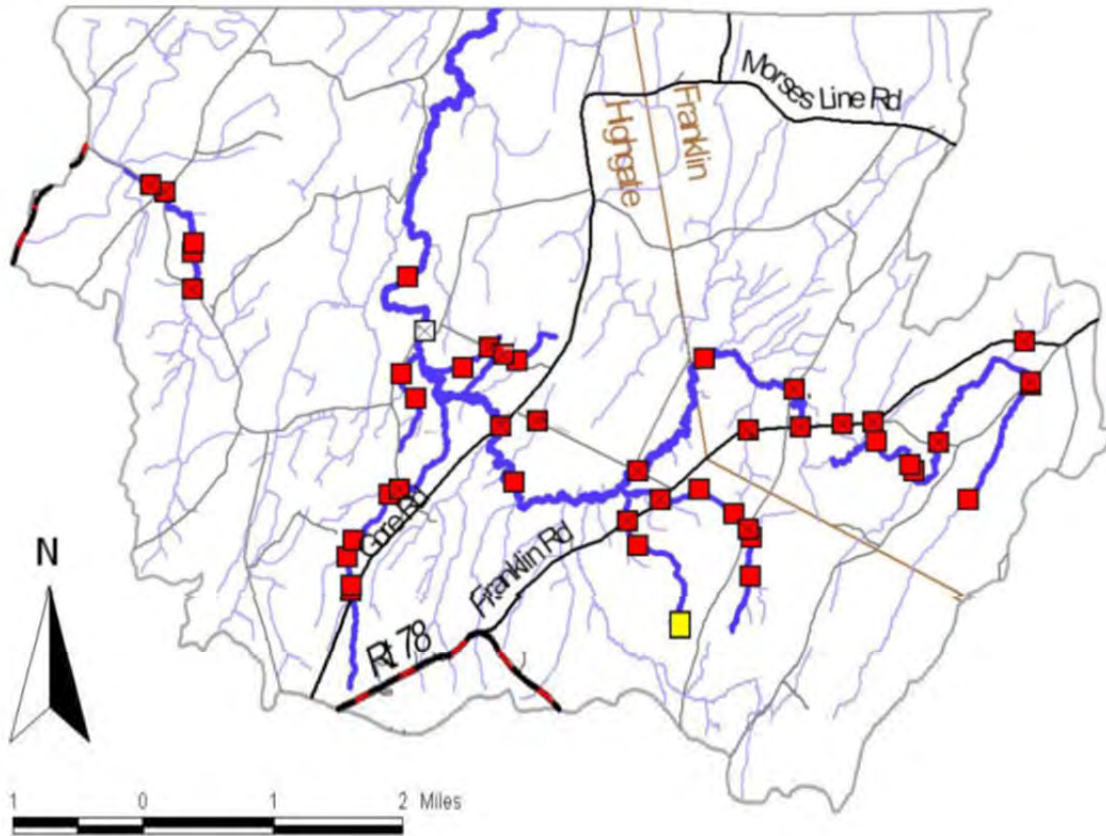 Morses Line Rd
Franklin
Highgate
N
Gore Rd
Franklin Rd
Rt. 78
1 0 1 2 Miles